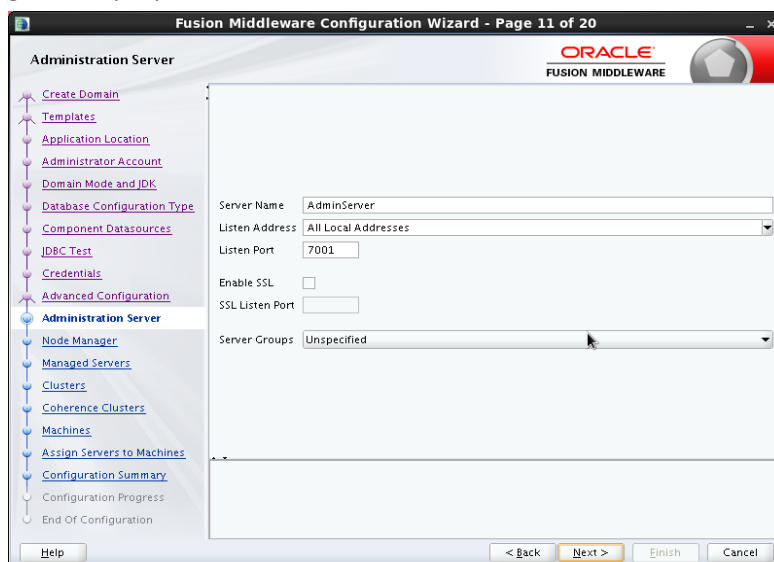 Fusion Middleware Configuration Wizard - Page 11 of 20
Administration Server
ORACLE
FUSION MIDDLEWARE
Create Domain
Templates
Application Location
Administrator Account
Domain Mode and JDK
Database Configuration Type
Component Datasources
JDBC Test
Credentials
Advanced Configuration
Administration Server
Node Manager
Managed Servers
Clusters
Coherence Clusters
Machines
Assign Servers to Machines
Configuration Summary
Configuration Progress
End Of Configuration
Server Name AdminServer
Listen Address All Local Addresses
Listen Port 7001
Enable SSL
SSL Listen Port
Server Groups Unspecified
Help < Back Next > Finish Cancel